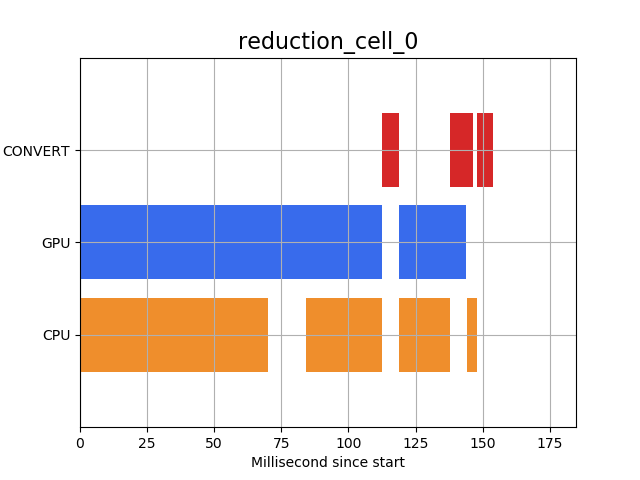 reduction_cell_0
CONVERT
GPU
CPU
0 25 50 75 100 125 150 175
Millisecond since start